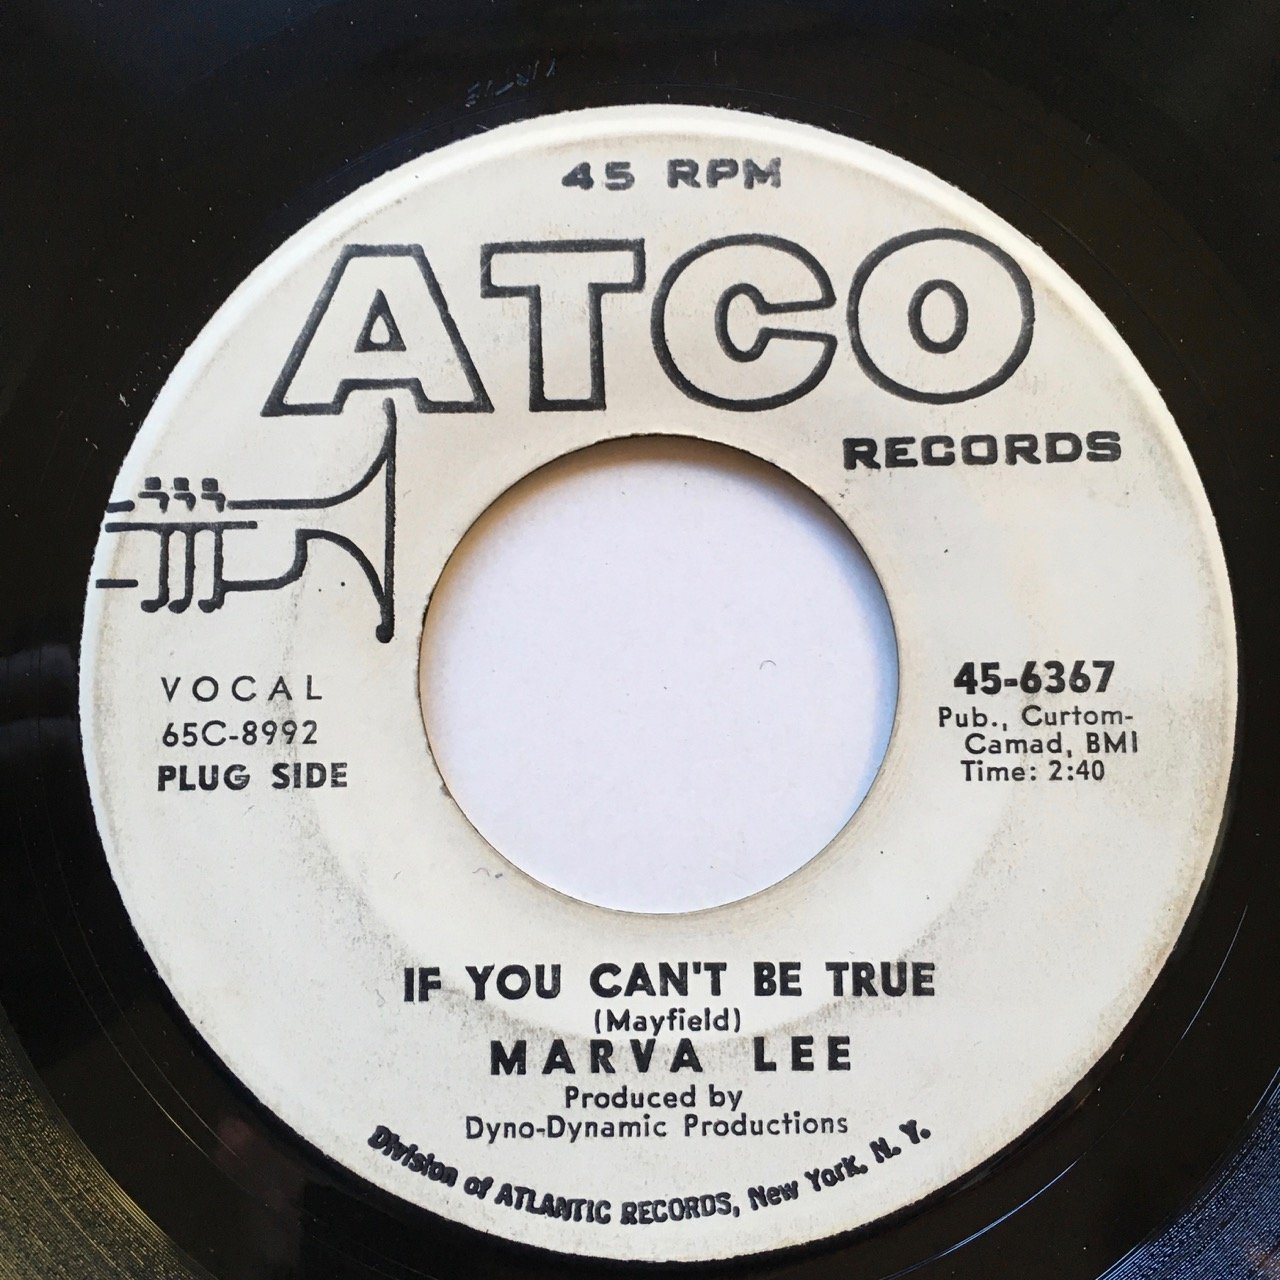 45 RPM
ATCO
RECORDS
VOCAL
65C-8992
PLUG SIDE
45-6367
Pub., Curtom-
Camad, BMI
Time: 2:40
IF YOU CAN'T BE TRUE
(Mayfield)
MARVA LEE
Produced by
Dyno-Dynamic Productions
Division of ATLANTIC RECORDS, New York, N. Y.